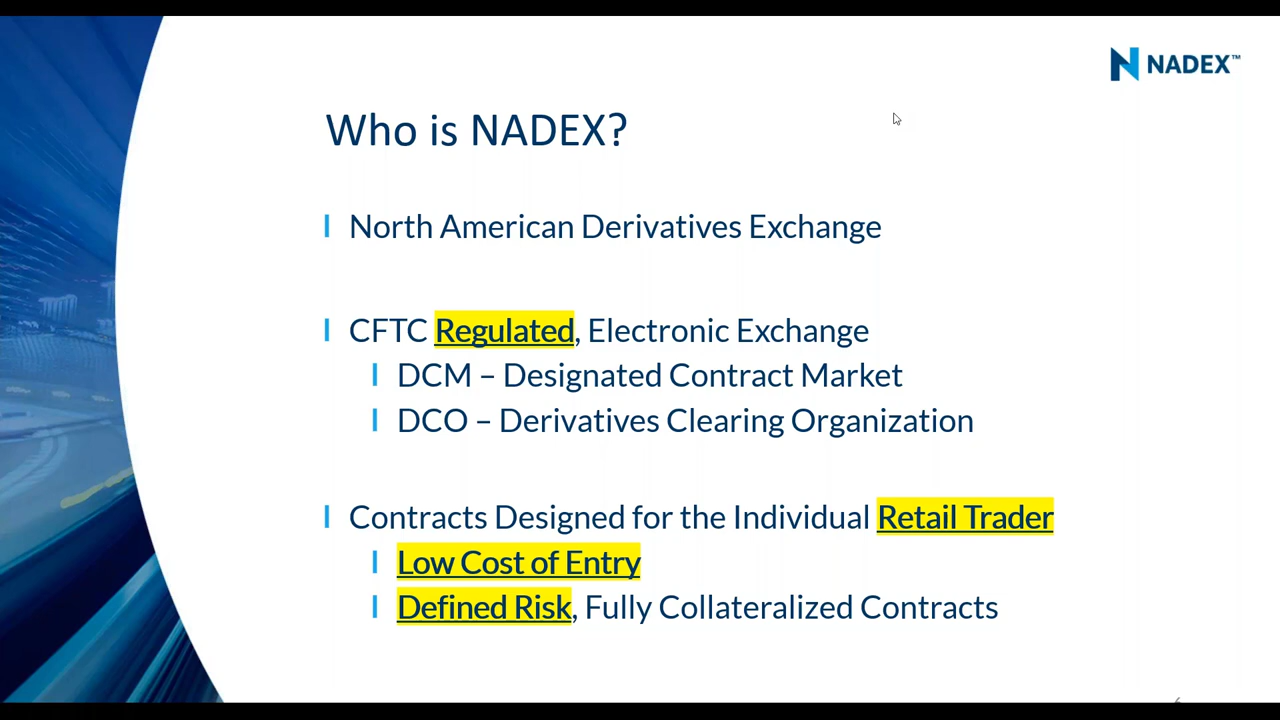 NADEX™
Who is NADEX?
North American Derivatives Exchange
CFTC Regulated, Electronic Exchange
DCM – Designated Contract Market
DCO – Derivatives Clearing Organization
Contracts Designed for the Individual Retail Trader
Low Cost of Entry
Defined Risk, Fully Collateralized Contracts